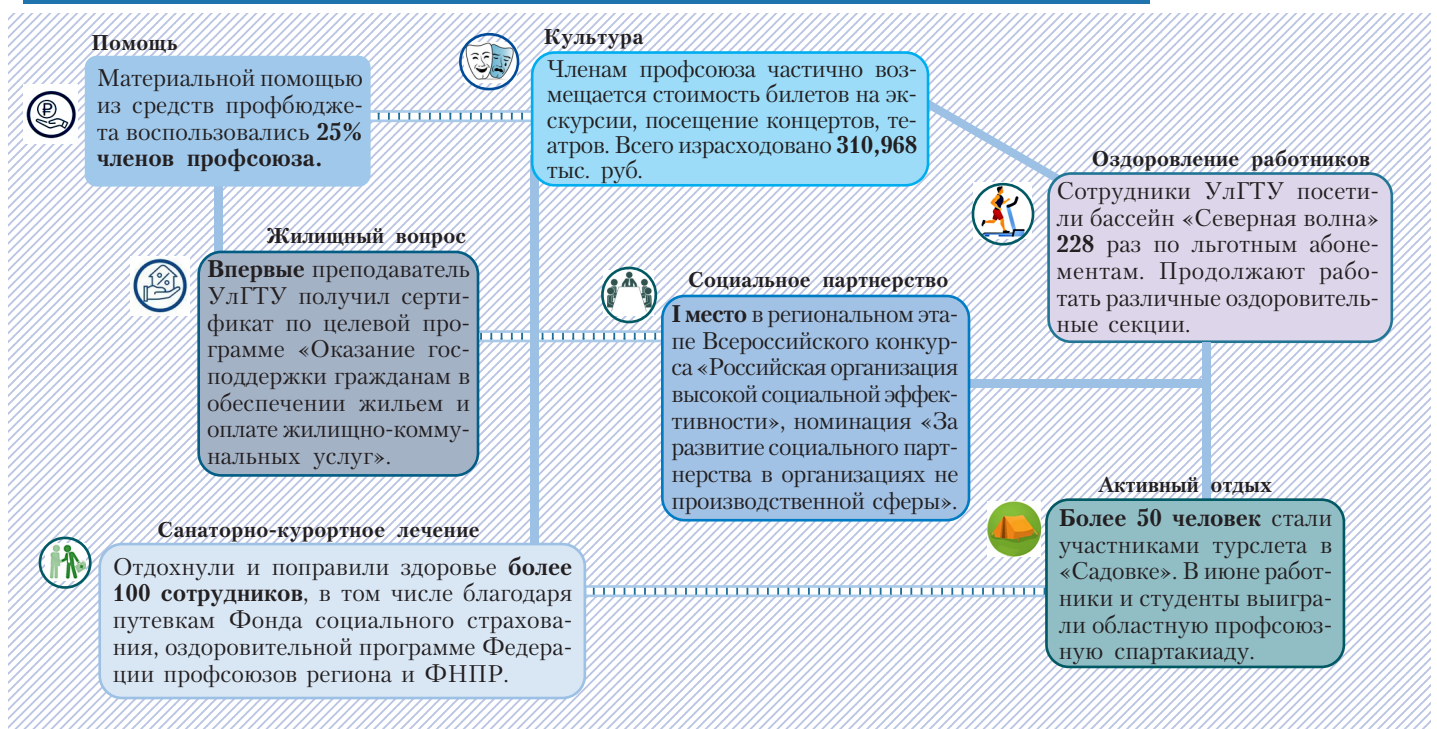 Помощь
Материальной помощью
из средств профбюдже-
та воспользовались 25%
членов профсоюза.
Культура
Членам профсоюза частично воз-
мещается стоимость билетов на эк-
скурсии, посещение концертов, те-
атров. Всего израсходовано 310,968
тыс. руб.
Оздоровление работников
Сотрудники УлГТУ посети-
ли бассейн «Северная волна»
228 раз по льготным абоне-
ментам. Продолжают рабо-
тать различные оздоровитель-
ные секции.
Жилищный вопрос
Впервые преподаватель
УлГТУ получил серти-
фикат по целевой про-
грамме «Оказание гос-
поддержки гражданам в
обеспечении жильем и
оплате жилищно-комму-
нальных услуг».
Социальное партнерство
I место в региональном эта-
пе Всероссийского конкур-
са «Российская организация
высокой социальной эффек-
тивности», номинация «За
развитие социального парт-
нерства в организациях не
производственной сферы».
Активный отдых
Более 50 человек стали
участниками турслета в
«Садовке». В июне работ-
ники и студенты выигра-
ли областную профсоюз-
ную спартакиаду.
Санаторно-курортное лечение
Отдохнули и поправили здоровье более
100 сотрудников, в том числе благодаря
путевкам Фонда социального страхова-
ния, оздоровительной программе Федера-
ции профсоюзов региона и ФНПР.